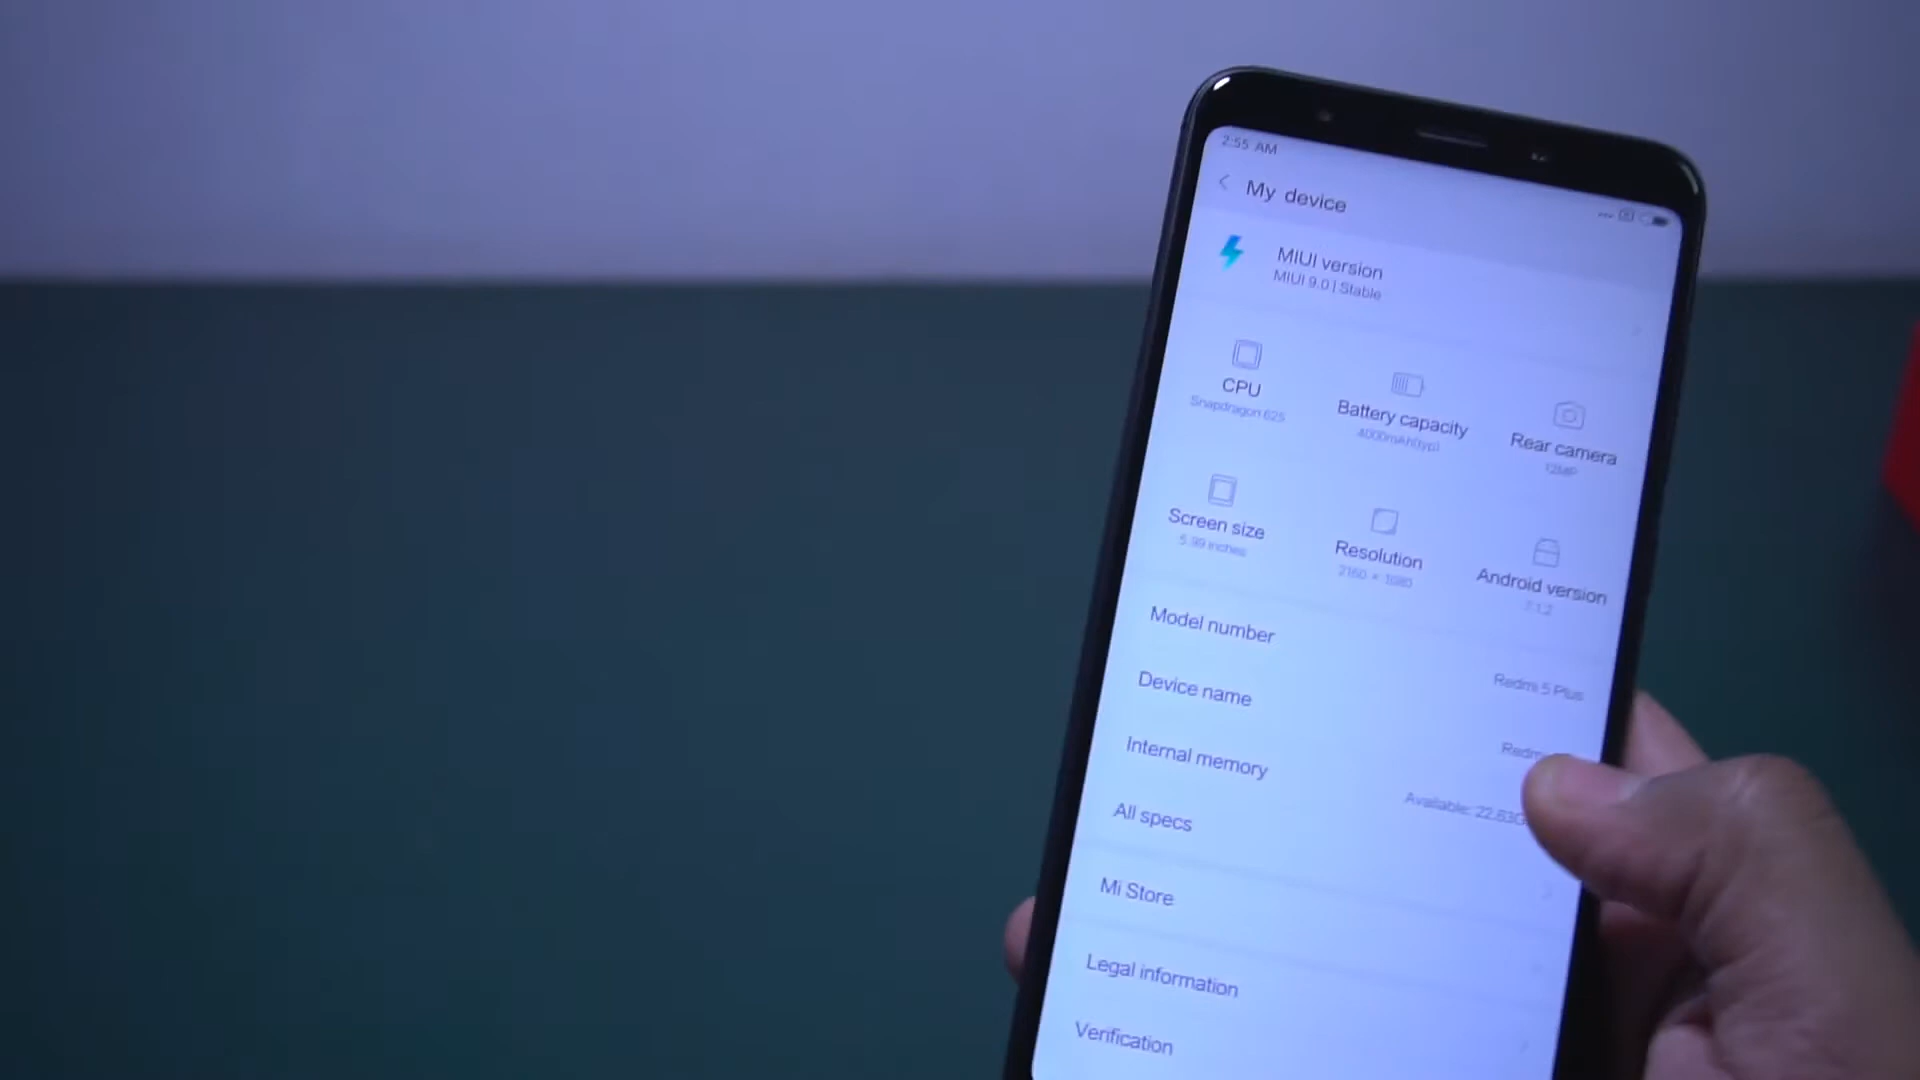 2:55 AM
My device
MIUI version
MIUI 9.0 | Stable
CPU
Snapdragon 625
Battery capacity
4000mAh(typ)
Rear camera
12MP
Screen size
5.99 inches
Resolution
2160 × 1080
Android version
7.1.2
Model number
Redmi 5 Plus
Device name
Internal memory
Available: 22.63G
All specs
Mi Store
Legal information
Verification